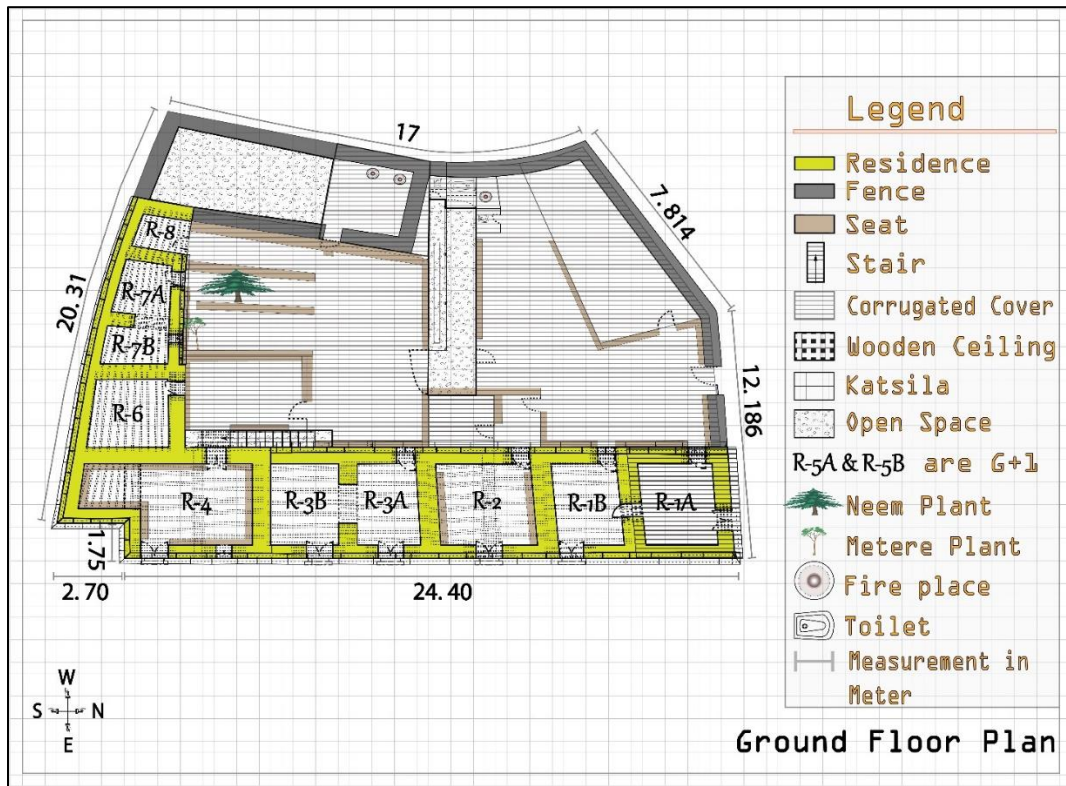 17
7.814
20.31
12.186
R-8
R-7A
R-7B
R-6
R-4
R-3B
R-3A
R-2
R-1B
R-1A
1.75
2.70
24.40
W
S
N
E
Legend
Residence
Fence
Seat
Stair
Corrugated Cover
Wooden Ceiling
Katsila
Open Space
R-5A & R-5B are G+1
Neem Plant
Metere Plant
Fire place
Toilet
Measurement in
Meter
Ground Floor Plan